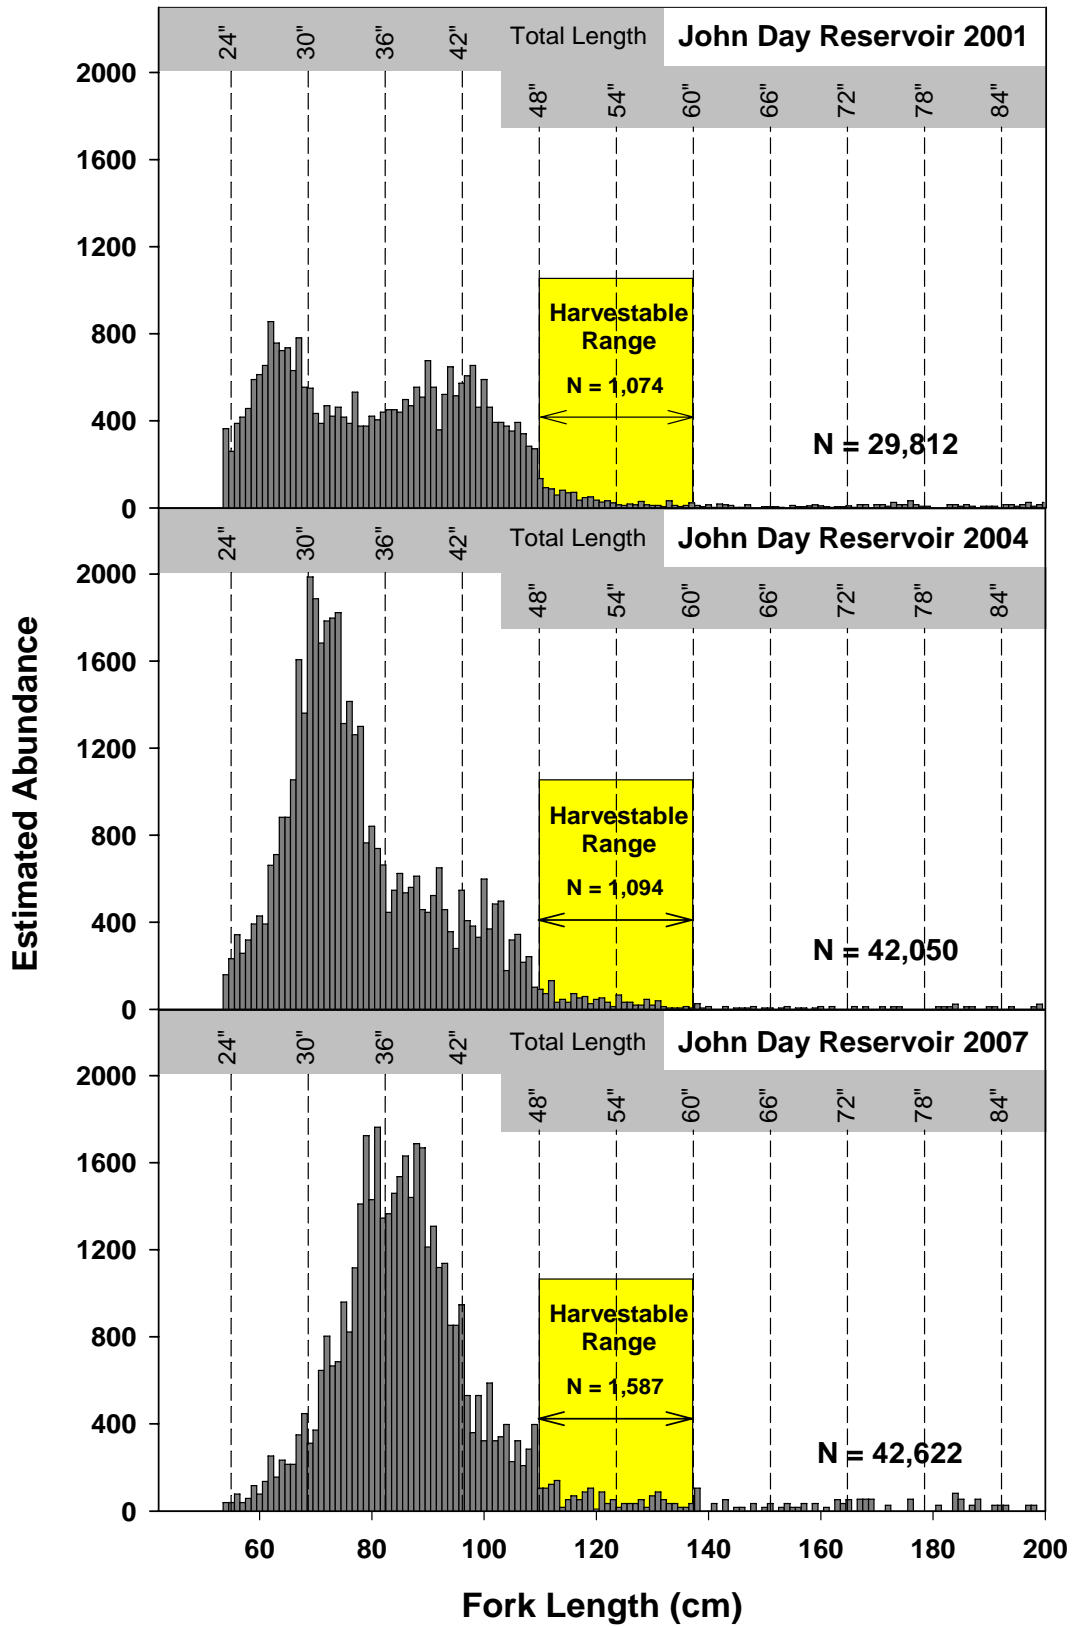 24" 30" 36" 42" Total Length John Day Reservoir 2001
48" 54" 60" 66" 72" 78" 84"
2000
1600
1200
800
400
0
Harvestable
Range
N = 1,074
N = 29,812
24" 30" 36" 42" Total Length John Day Reservoir 2004
48" 54" 60" 66" 72" 78" 84"
2000
1600
1200
800
400
0
Harvestable
Range
N = 1,094
N = 42,050
Estimated Abundance
24" 30" 36" 42" Total Length John Day Reservoir 2007
48" 54" 60" 66" 72" 78" 84"
2000
1600
1200
800
400
0
Harvestable
Range
N = 1,587
N = 42,622
60 80 100 120 140 160 180 200
Fork Length (cm)